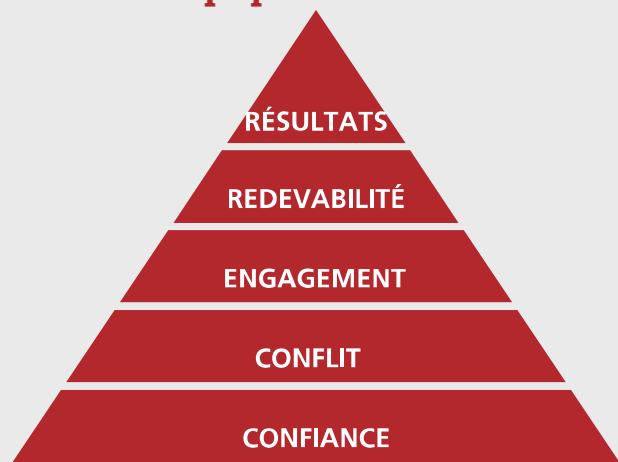 RÉSULTATS
REDEVABILITÉ
ENGAGEMENT
CONFLIT
CONFIANCE